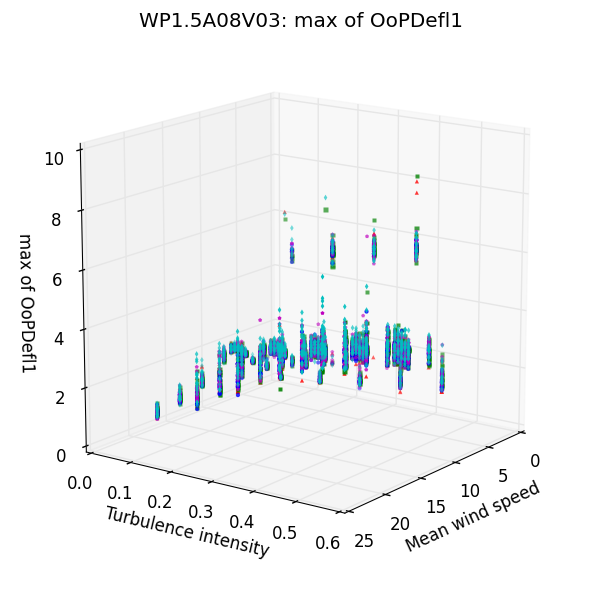 WP1.5A08V03: max of OoPDefl1
10
8
6
4
2
0
max of OoPDefl1
0.0 0.1 0.2 0.3 0.4 0.5 0.6
Turbulence intensity
25 20 15 10 5 0
Mean wind speed